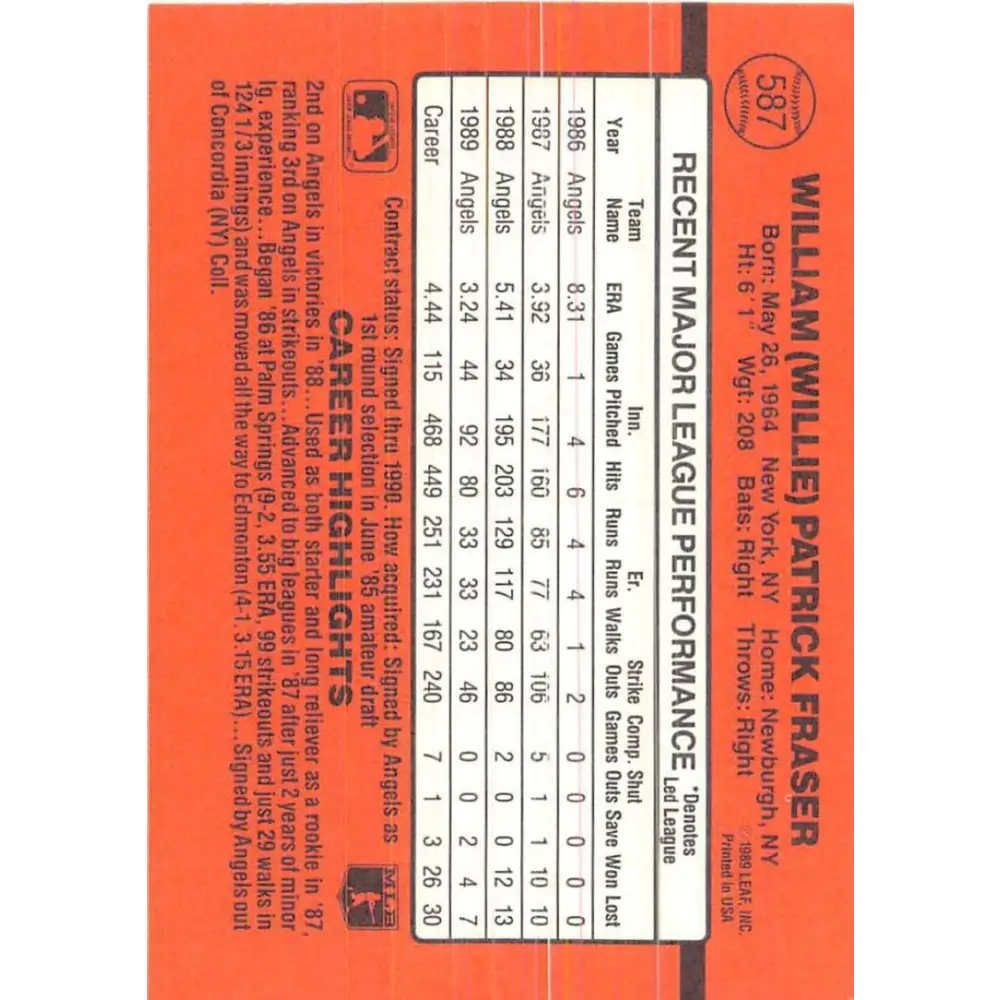 587
WILLIAM (WILLIE) PATRICK FRASER
Born: May 26, 1964 New York, NY Home: Newburgh, NY
Ht: 6'1" Wgt: 208 Bats: Right Throws: Right
©1989 LEAF, INC.
Printed in USA
RECENT MAJOR LEAGUE PERFORMANCE
*Denotes
Led League
Team Inn. Er. Strike Comp. Shut
Year Name ERA Games Pitched Hits Runs Runs Walks Outs Games Outs Save Won Lost
1986 Angels 8.31 1 4 6 4 4 1 2 0 0 0 0 0
1987 Angels 3.92 36 177 160 85 77 63 106 5 1 1 10 10
1988 Angels 5.41 34 195 203 129 117 80 86 2 0 0 12 13
1989 Angels 3.24 44 92 80 33 33 23 46 0 0 2 4 7
Career 4.44 115 468 449 251 231 167 240 7 1 3 26 30
Contract status: Signed thru 1990. How acquired: Signed by Angels as
1st round selection in June '85 amateur draft
MLB
CAREER HIGHLIGHTS
2nd on Angels in victories in '88...Used as both starter and long reliever as a rookie in '87,
ranking 3rd on Angels in strikeouts...Advanced to big leagues in '87 after just 2 years of minor
lg. experience...Began '86 at Palm Springs (9-2, 3.55 ERA, 99 strikeouts and just 29 walks in
124 1/3 innings) and was moved all the way to Edmonton (4-1, 3.15 ERA)...Signed by Angels out
of Concordia (NY) Coll.